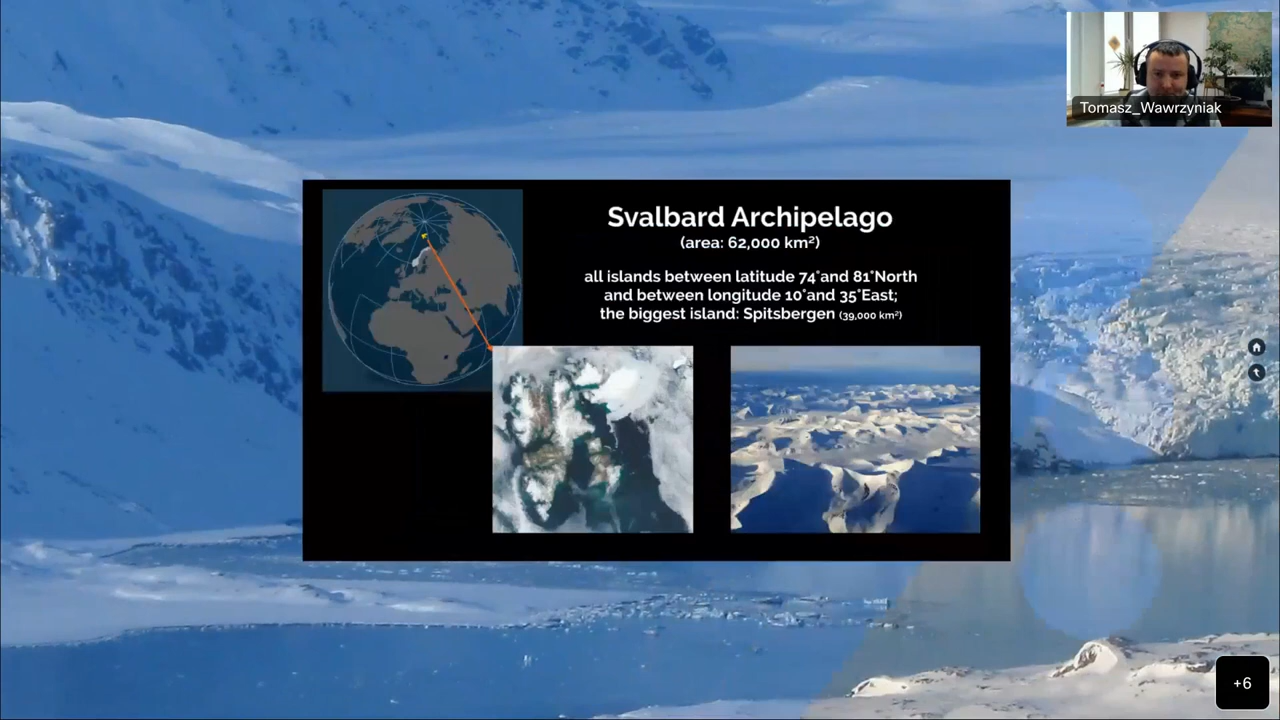 Tomasz_Wawrzyniak
Svalbard Archipelago
(area: 62,000 km²)
all islands between latitude 74°and 81°North
and between longitude 10°and 35°East;
the biggest island: Spitsbergen (39,000 km²)
+6